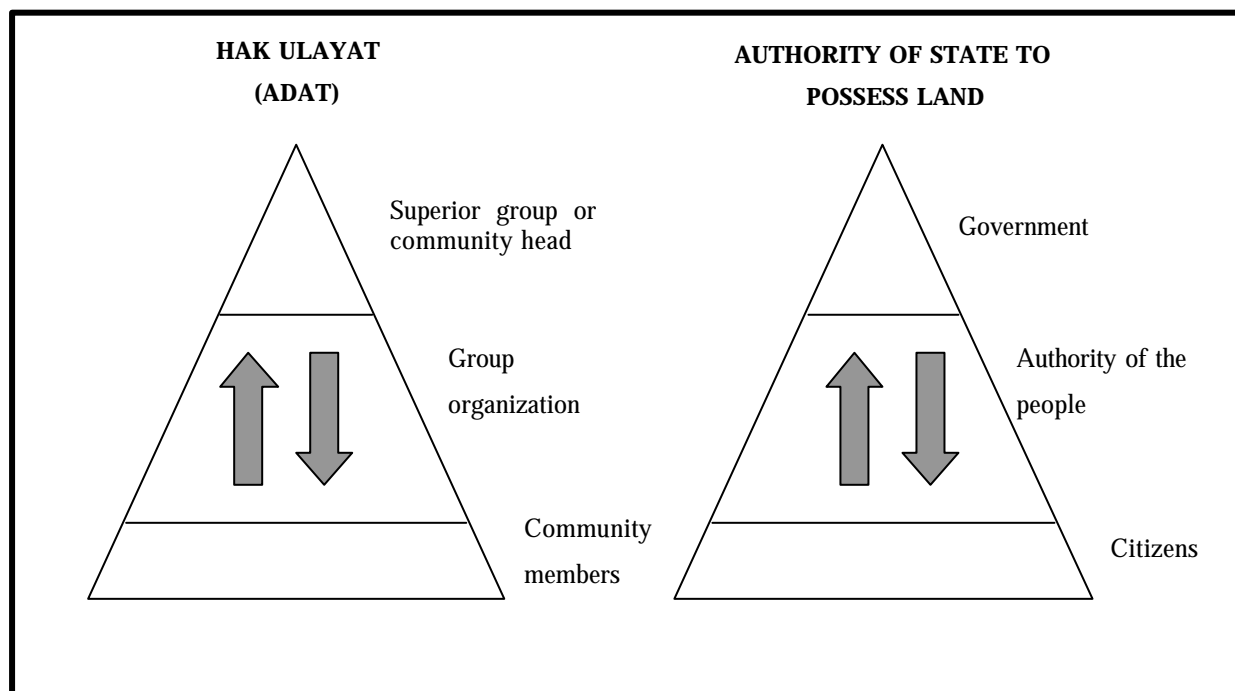 HAK ULAYAT
(ADAT)
Superior group or
community head
Group
organization
Community
members
AUTHORITY OF STATE TO
POSSESS LAND
Government
Authority of the
people
Citizens